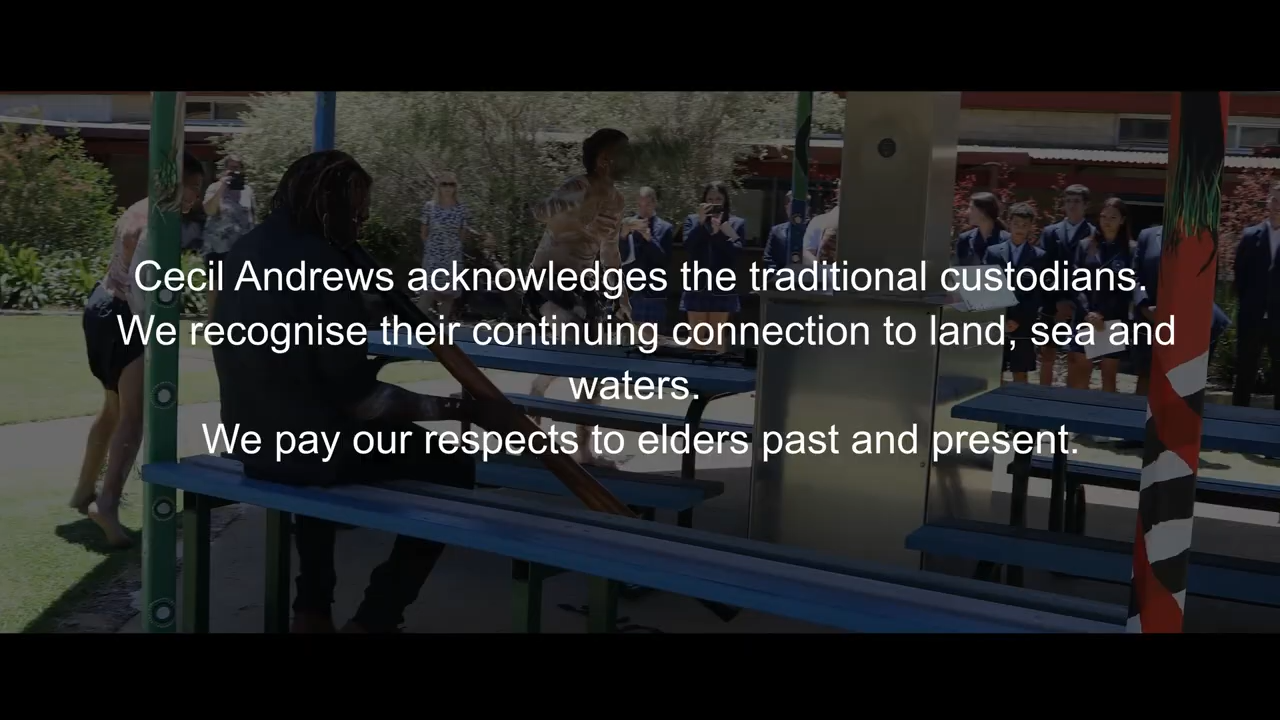 Cecil Andrews acknowledges the traditional custodians.
We recognise their continuing connection to land, sea and
waters.
We pay our respects to elders past and present.